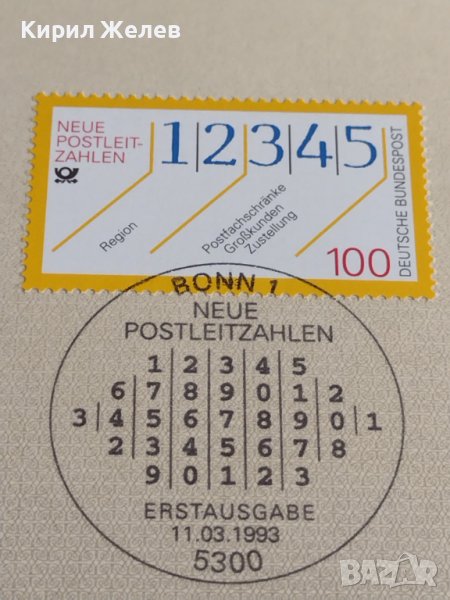 Кирил Желев
NEUE
POSTLEIT-
ZAHLEN
1|2|3|4|5
Region
Postfachschränke
Großkunden
Zustellung
100
DEUTSCHE BUNDESPOST
BONN 1
NEUE
POSTLEITZAHLEN
1|2|3|4|5
6|7|8|9|0|1|2
3|4|5|6|7|8|9|0|1
2|3|4|5|6|7|8
9|0|1|2|3
ERSTAUSGABE
11.03.1993
5300
BAZAR